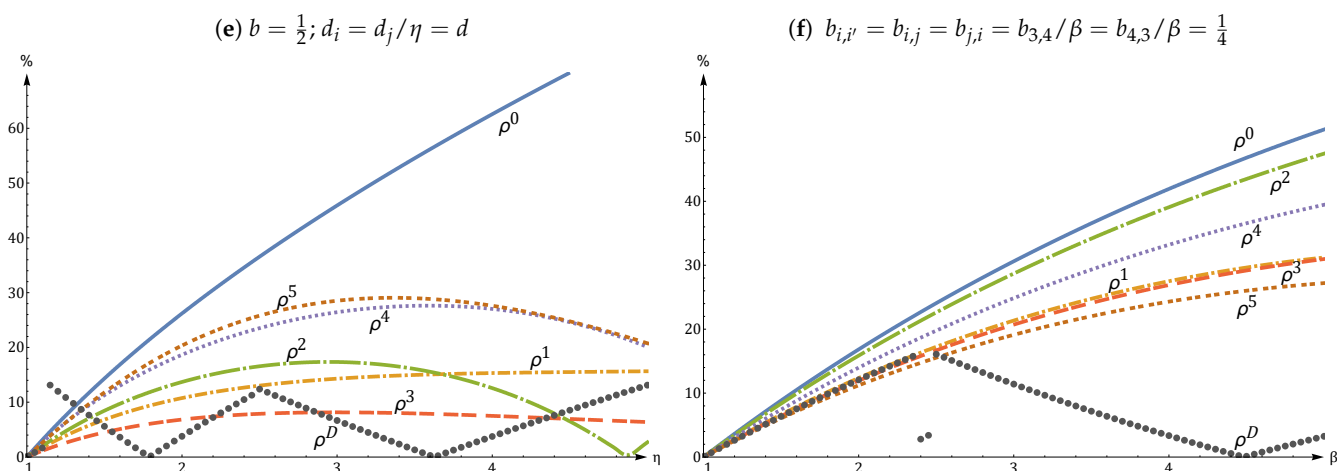 (e) b = 1/2; d_i = d_j/η = d
%
60
50
40
30
20
10
0
1
2
3
4
η
ρ^0
ρ^5
ρ^4
ρ^2
ρ^1
ρ^3
ρ^D
(f) b_{i,i'} = b_{i,j} = b_{j,i} = b_{3,4}/β = b_{4,3}/β = 1/4
%
50
40
30
20
10
0
1
2
3
4
β
ρ^0
ρ^2
ρ^4
ρ^1
ρ^3
ρ^5
ρ^D